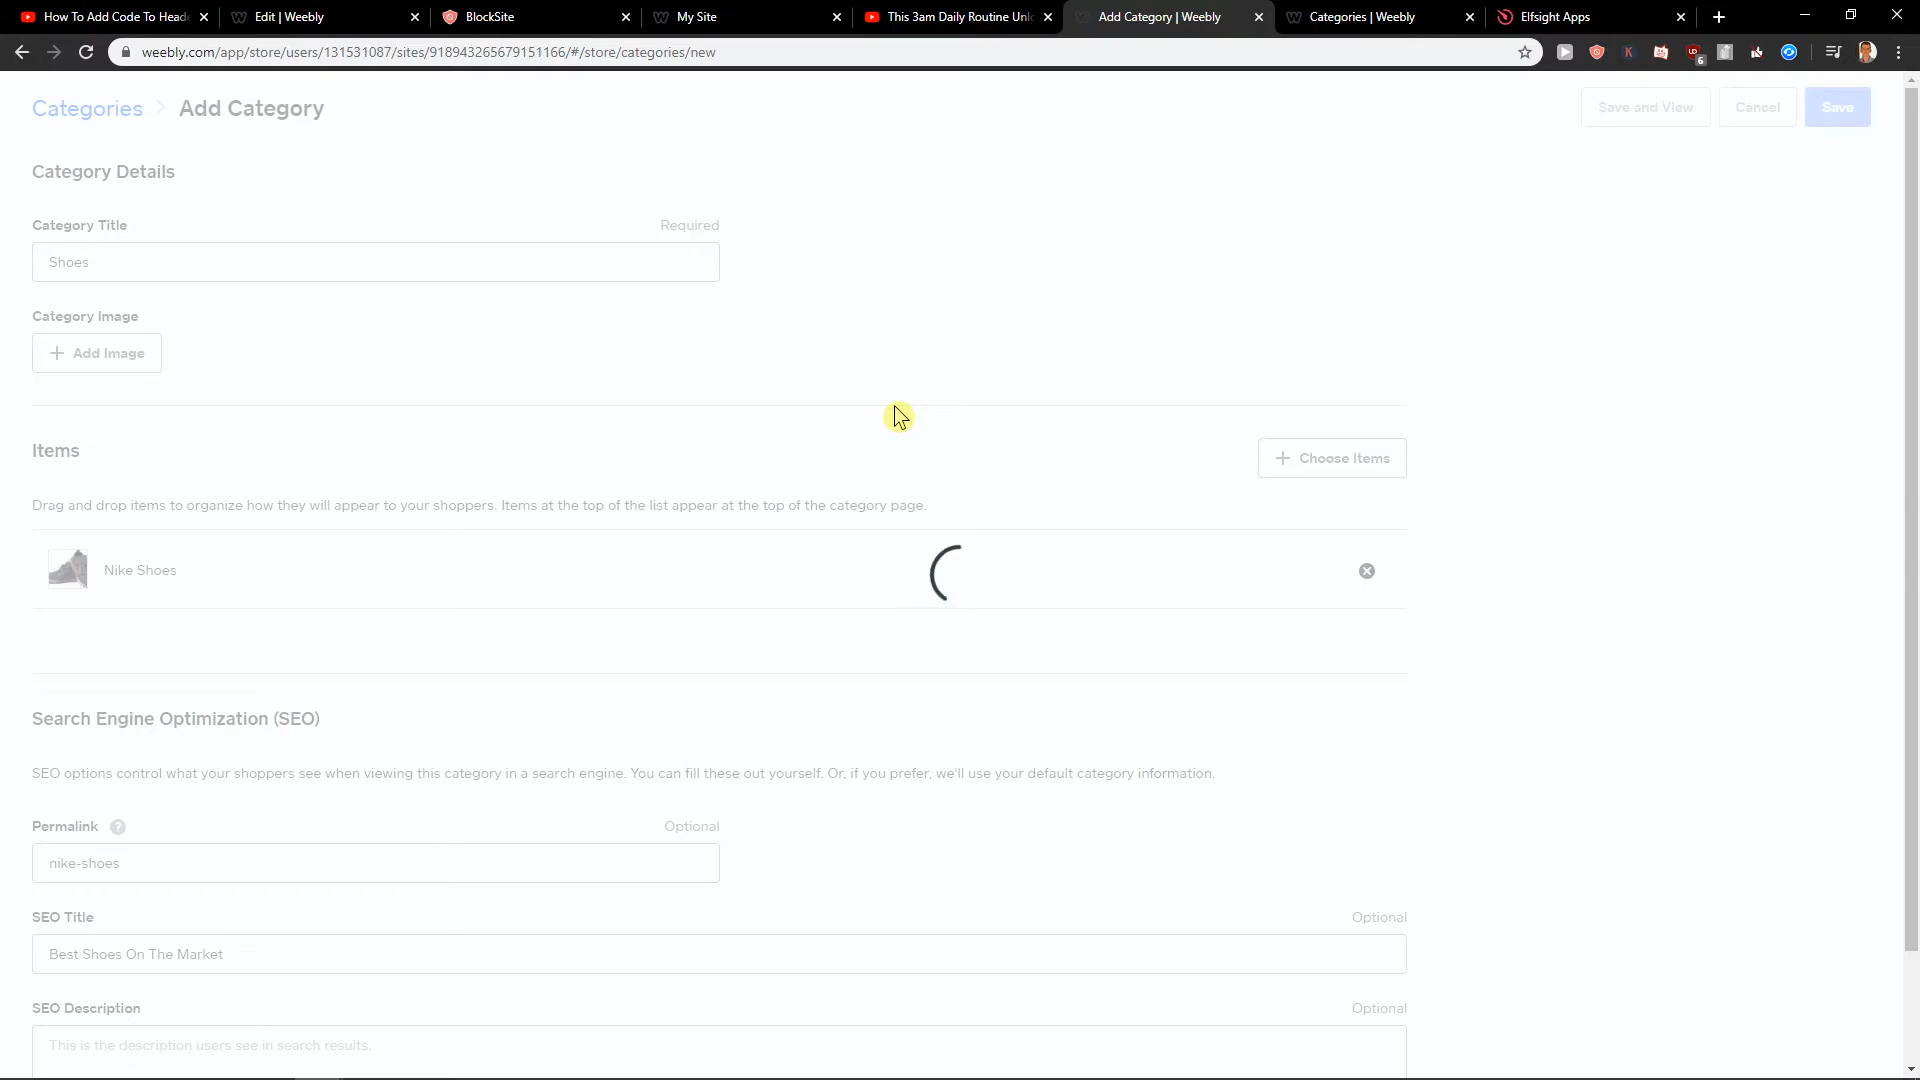 How To Add Code To Heade
Edit | Weebly
BlockSite
My Site
This 3am Daily Routine Unlo
Add Category | Weebly
Categories | Weebly
Elfsight Apps
weebly.com/app/store/users/131531087/sites/918943265679151166/#/store/categories/new
6
Categories > Add Category
Save and View
Cancel
Save
Category Details
Category Title
Required
Shoes
Category Image
+ Add Image
Items
+ Choose Items
Drag and drop items to organize how they will appear to your shoppers. Items at the top of the list appear at the top of the category page.
Nike Shoes
Search Engine Optimization (SEO)
SEO options control what your shoppers see when viewing this category in a search engine. You can fill these out yourself. Or, if you prefer, we'll use your default category information.
Permalink ?
Optional
nike-shoes
SEO Title
Optional
Best Shoes On The Market
SEO Description
Optional
This is the description users see in search results.